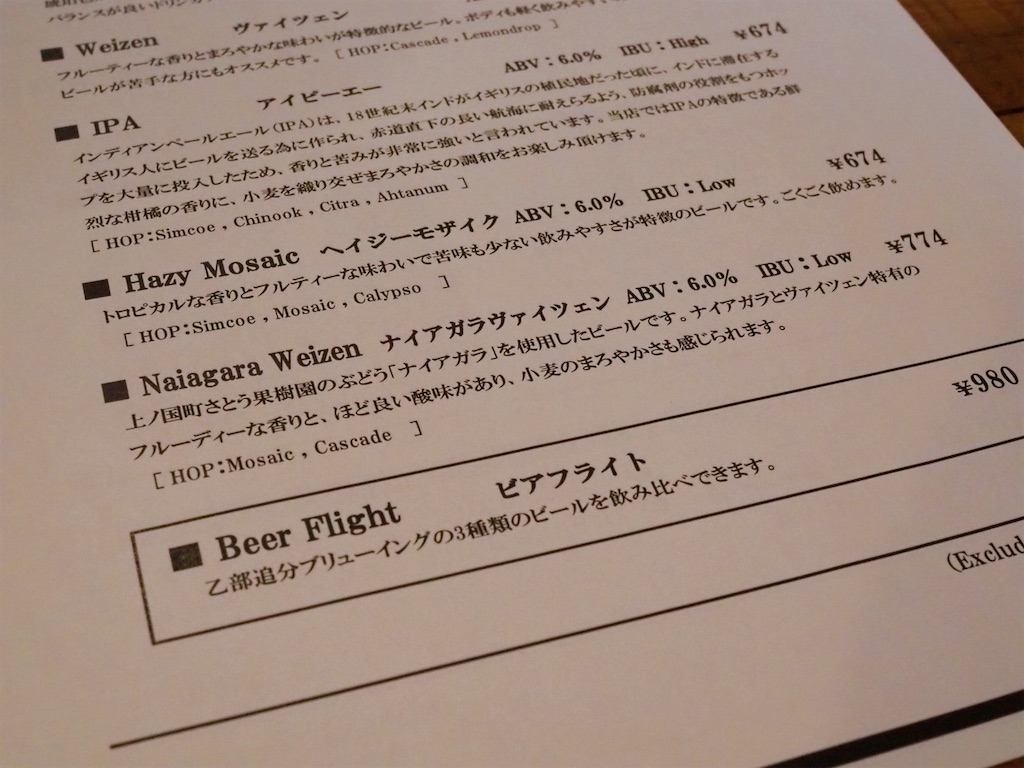 バランスが良いドリンカ
■ Weizen ヴァイツェン
フルーティーな香りとまろやかな味わいが特徴的なビール。ボディも軽く飲みやす
ビールが苦手な方にもオススメです。 [ HOP:Cascade , Lemondrop ]
■ IPA アイピーエー ABV：6.0% IBU：High ¥674
インディアンペールエール(IPA)は、18世紀末インドがイギリスの植民地だった頃に、インドに滞在する
イギリス人にビールを送る為に作られ、赤道直下の長い航海に耐えらるよう、防腐剤の役割をもつホッ
プを大量に投入したため、香りと苦みが非常に強いと言われています。当店ではIPAの特徴である鮮
烈な柑橘の香りに、小麦を織り交ぜまろやかさの調和をお楽しみ頂けます。
[ HOP:Simcoe , Chinook , Citra , Ahtanum ]
■ Hazy Mosaic ヘイジーモザイク ABV：6.0% IBU：Low ¥674
トロピカルな香りとフルティーな味わいで苦味も少ない飲みやすさが特徴のビールです。ごくごく飲めます。
[ HOP:Simcoe , Mosaic , Calypso ]
■ Naiagara Weizen ナイアガラヴァイツェン ABV：6.0% IBU：Low ¥774
上ノ国町さとう果樹園のぶどう「ナイアガラ」を使用したビールです。ナイアガラとヴァイツェン特有の
フルーディーな香りと、ほど良い酸味があり、小麦のまろやかさも感じられます。
[ HOP:Mosaic , Cascade ]
■ Beer Flight ビアフライト ¥980
乙部追分ブリューイングの3種類のビールを飲み比べできます。
(Exclud